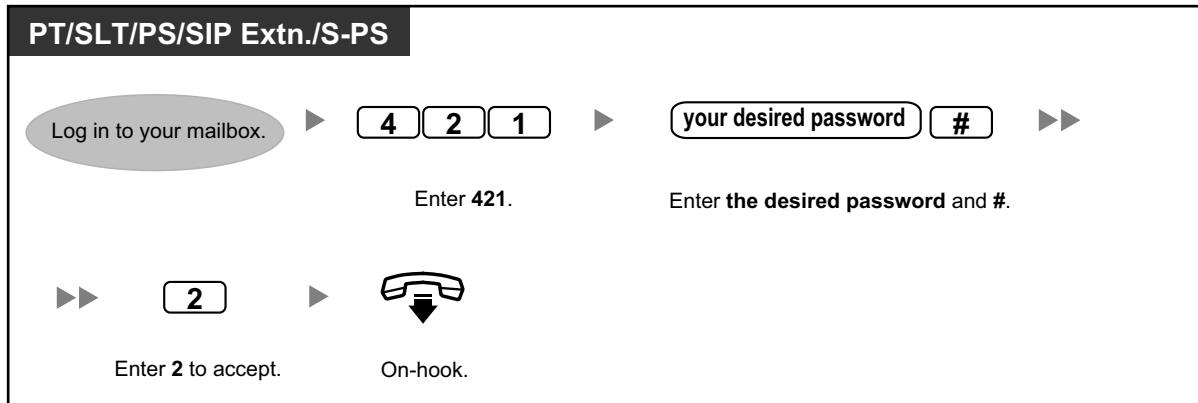 PT/SLT/PS/SIP Extn./S-PS
Log in to your mailbox.
4 2 1
your desired password #
Enter 421.
Enter the desired password and #.
2
Enter 2 to accept.
On-hook.